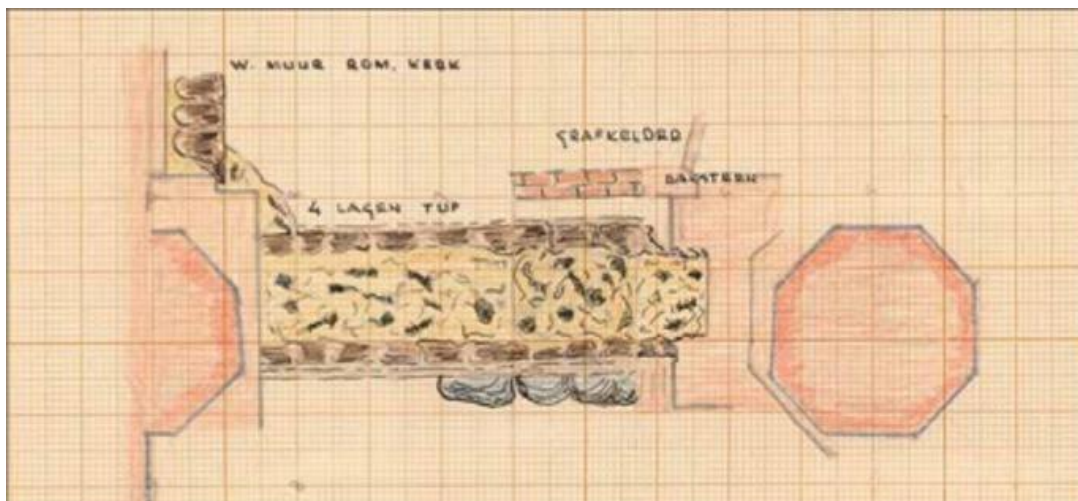 W. MUUR ROM. KERK
GRAFKELDER
BAKSTEEN
4 LAGEN TUF